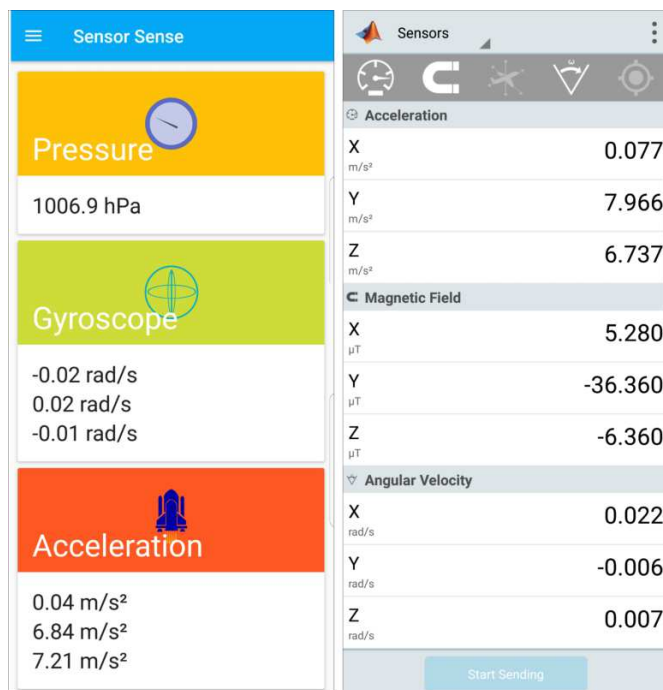 Sensor Sense
Pressure
1006.9 hPa
Gyroscope
-0.02 rad/s
0.02 rad/s
-0.01 rad/s
Acceleration
0.04 m/s²
6.84 m/s²
7.21 m/s²
Sensors
Acceleration
X 0.077
m/s²
Y 7.966
m/s²
Z 6.737
m/s²
Magnetic Field
X 5.280
µT
Y -36.360
µT
Z -6.360
µT
Angular Velocity
X 0.022
rad/s
Y -0.006
rad/s
Z 0.007
rad/s
Start Sending